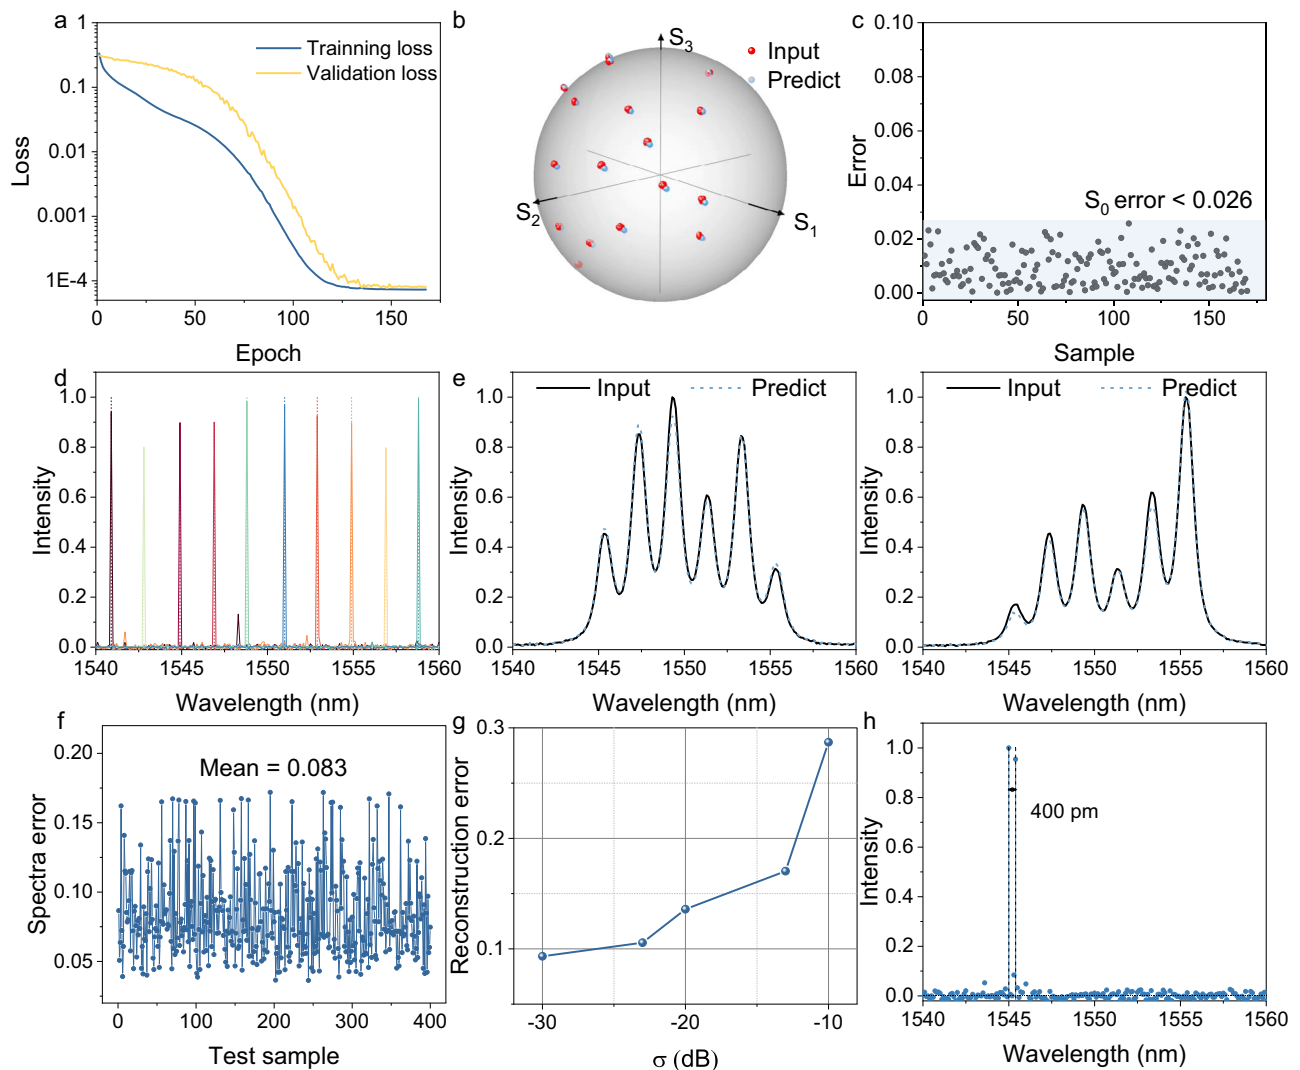 a
1
0.1
0.01
0.001
1E-4
Loss
Trainning loss
Validation loss
0
50
100
150
Epoch
b
S3
S2
S1
Input
Predict
c
0.10
0.08
0.06
0.04
0.02
0.00
Error
S0 error < 0.026
0
50
100
150
Sample
d
1.0
0.8
0.6
0.4
0.2
0.0
Intensity
1540
1545
1550
1555
1560
Wavelength (nm)
e
Input
Predict
1.0
0.8
0.6
0.4
0.2
0.0
Intensity
1540
1545
1550
1555
1560
Wavelength (nm)
Input
Predict
1.0
0.8
0.6
0.4
0.2
0.0
Intensity
1540
1545
1550
1555
1560
Wavelength (nm)
f
0.20
0.15
0.10
0.05
Spectra error
Mean = 0.083
0
100
200
300
400
Test sample
g
0.3
0.2
0.1
Reconstruction error
-30
-20
-10
σ (dB)
h
1.0
0.8
0.6
0.4
0.2
0.0
Intensity
400 pm
1540
1545
1550
1555
1560
Wavelength (nm)